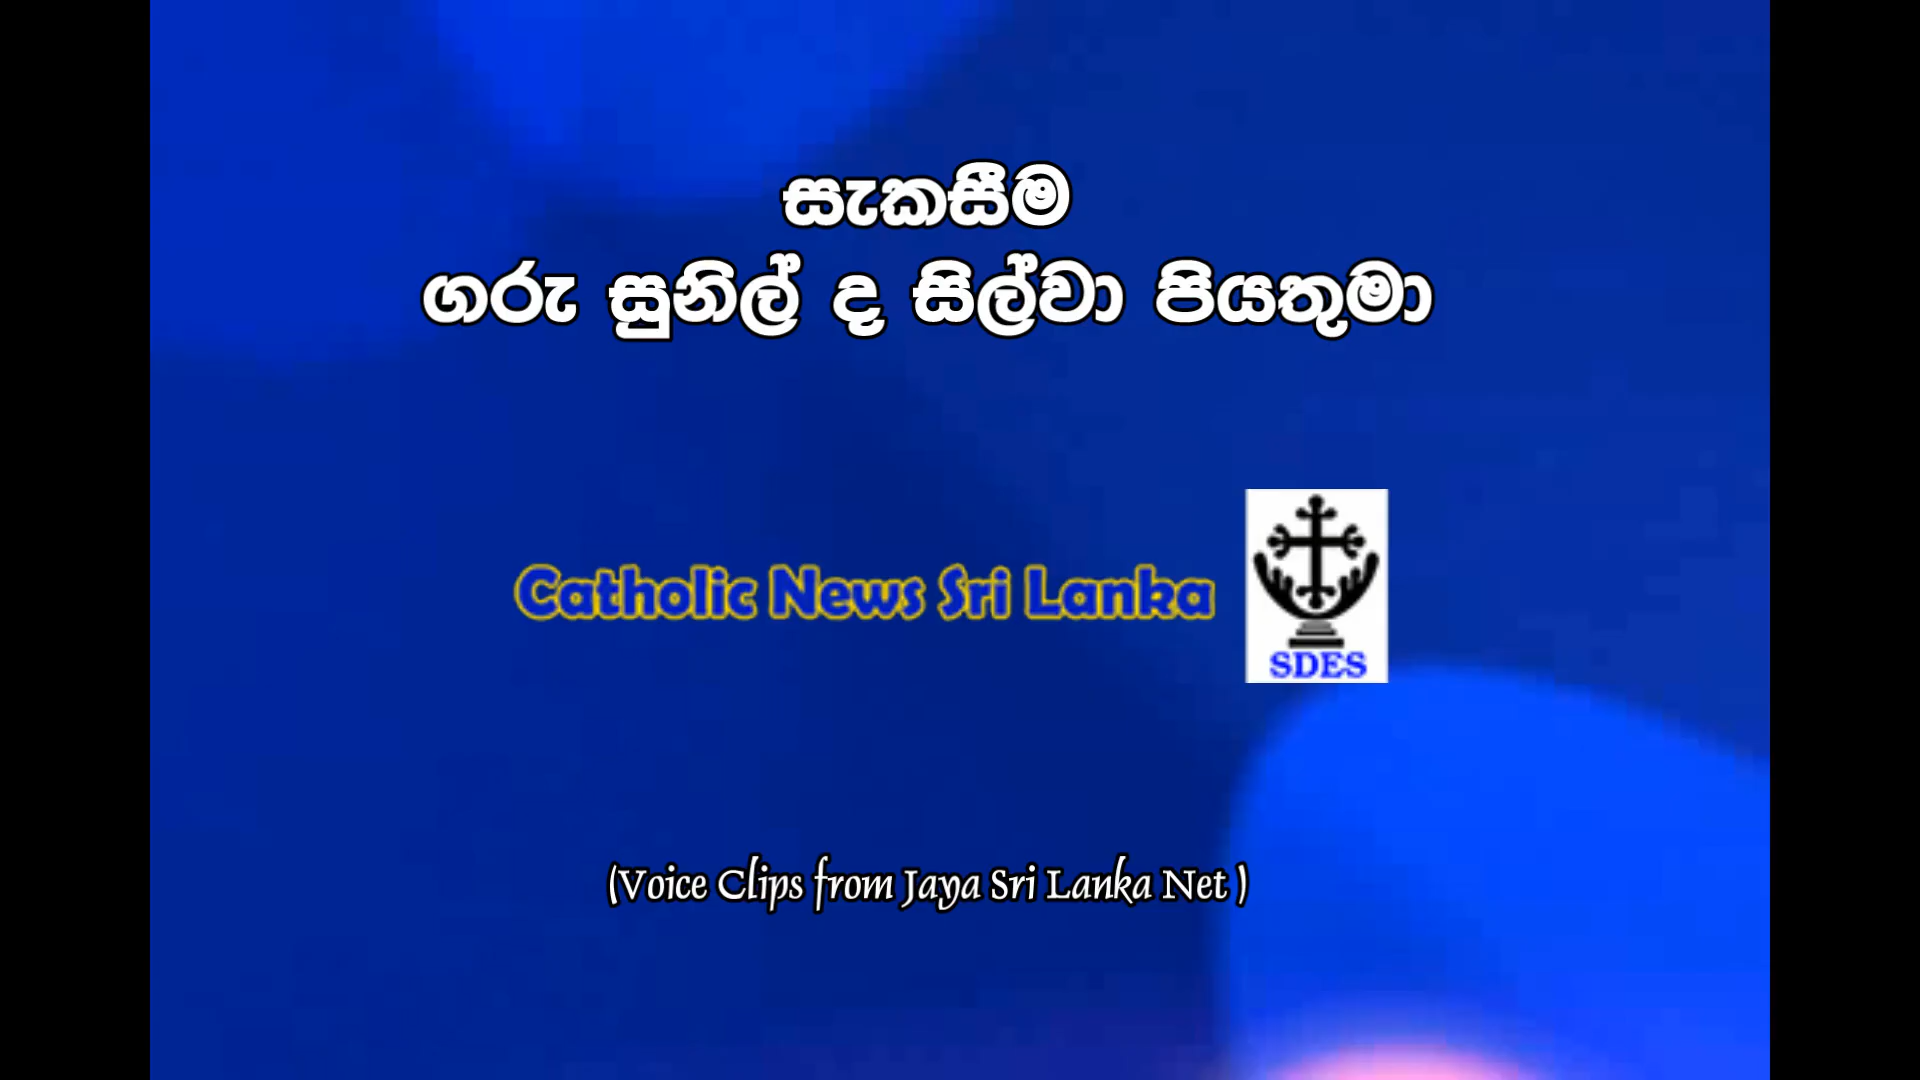 සැකසීම
ගරු සුනිල් ද සිල්වා පියතුමා
Catholic News Sri Lanka
SDES
(Voice Clips from Jaya Sri Lanka Net )